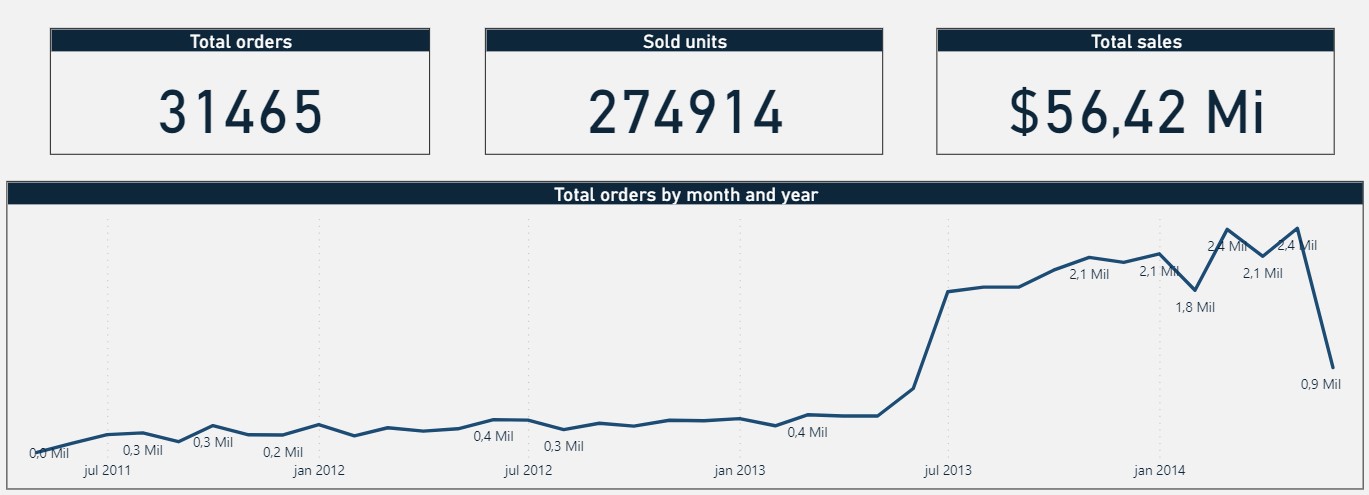 Total orders
31465
Sold units
274914
Total sales
$56,42 Mi
Total orders by month and year
0,0 Mil
0,3 Mil
0,3 Mil
0,2 Mil
0,4 Mil
0,3 Mil
0,4 Mil
2,1 Mil
2,1 Mil
1,8 Mil
2,4 Mil
2,1 Mil
2,4 Mil
0,9 Mil
jul 2011
jan 2012
jul 2012
jan 2013
jul 2013
jan 2014